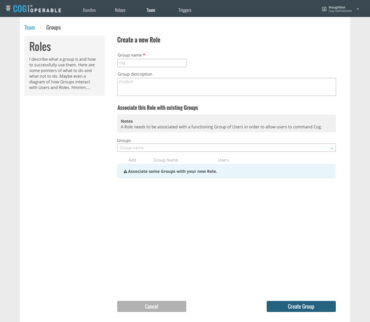 COG BY OPERABLE
Bundles
Relays
Team
Triggers
Team
Groups
Roles
I describe what a group is and how
to successfully use them. Here are
some pointers of what to do and
what not to do. Maybe even a
diagram of how Groups interact
with Users and Roles. Hmmm...
Create a new Role
Group name *
Group description
Associate this Role with existing Groups
Notes
A Role needs to be associated with a functioning Group of Users in order to allow users to command Cog.
Groups
Group name
Add
Group Name
Users
Associate some Groups with your new Role.
Cancel
Create Group